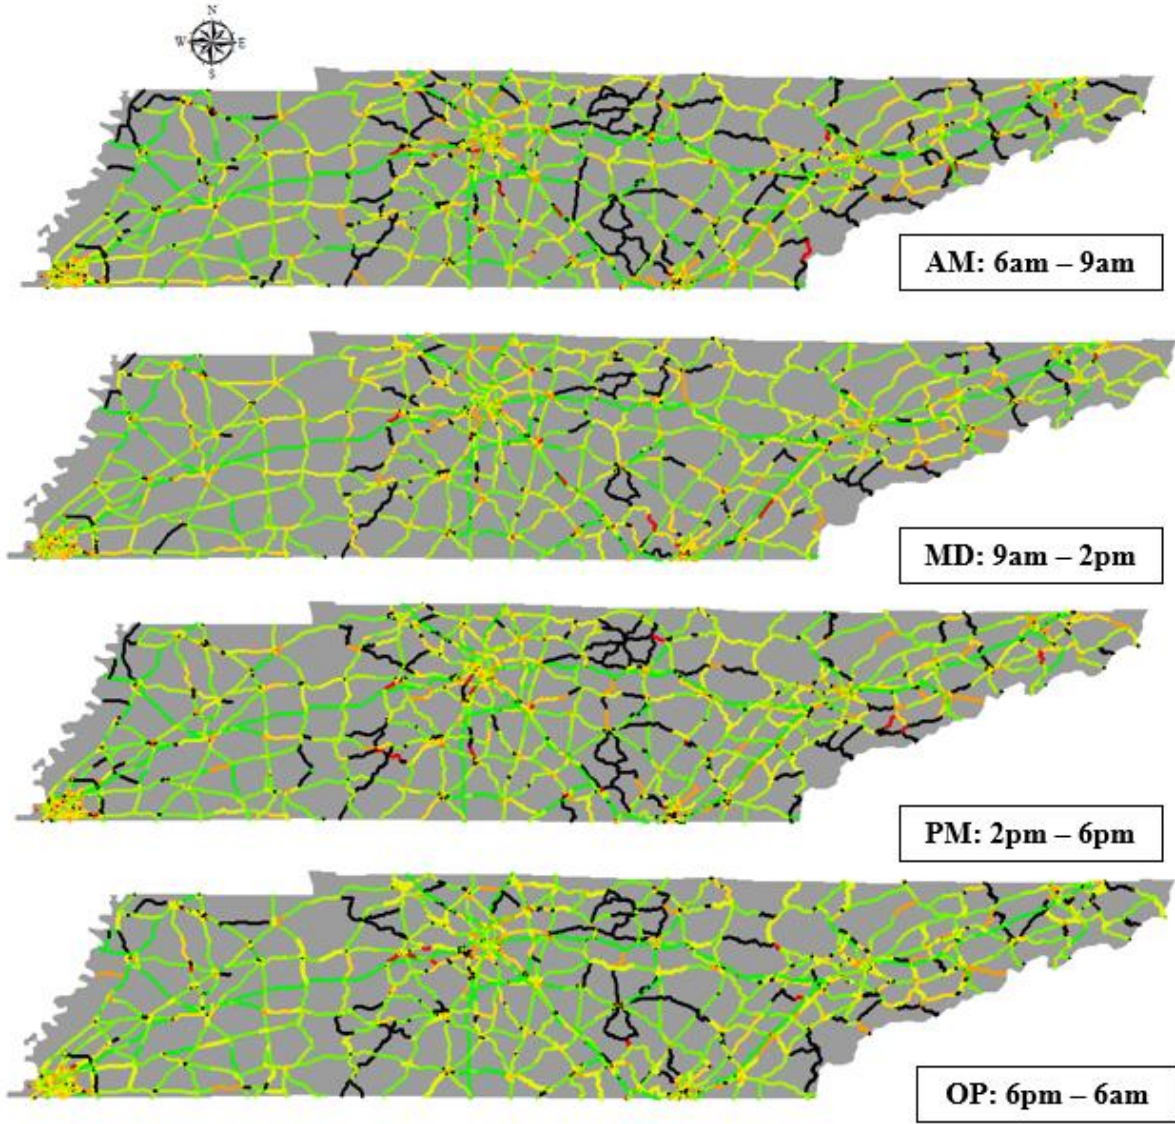 N
W E
S
AM: 6am – 9am
MD: 9am – 2pm
PM: 2pm – 6pm
OP: 6pm – 6am